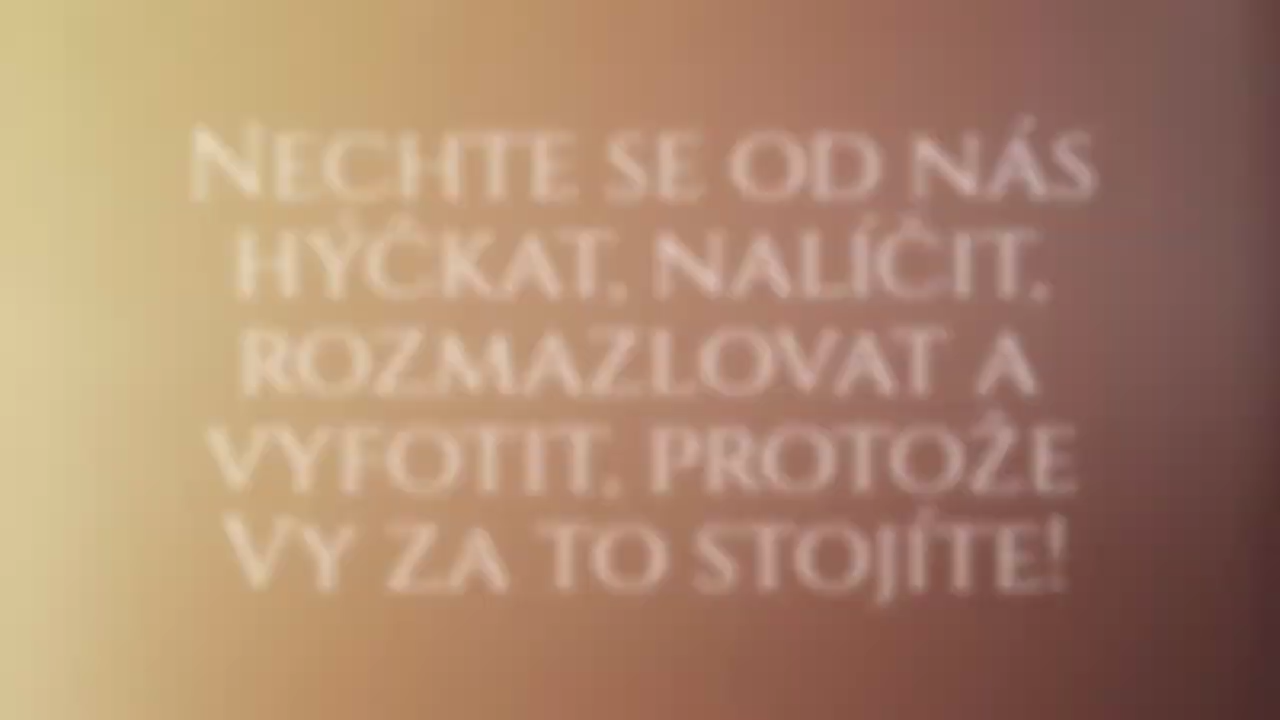 Nechte se od nás
hýčkat, nalíčit,
rozmazlovat a
vyfotit, protože
Vy za to stojíte!